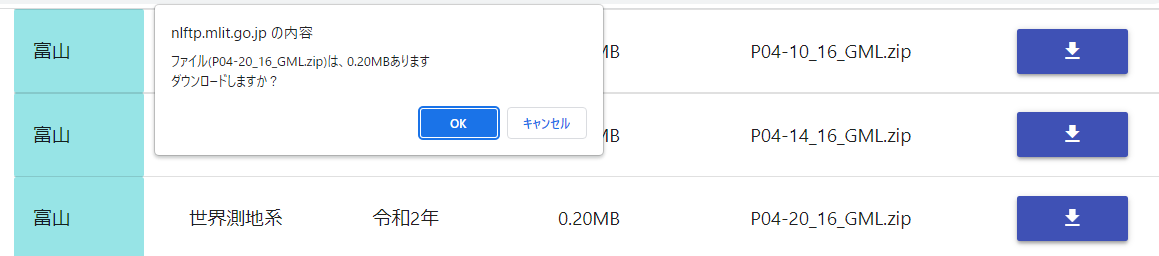 nlftp.mlit.go.jp の内容
ファイル(P04-20_16_GML.zip)は、0.20MBあります
ダウンロードしますか？
OK キャンセル
富山 MB P04-10_16_GML.zip
富山 MB P04-14_16_GML.zip
富山 世界測地系 令和2年 0.20MB P04-20_16_GML.zip